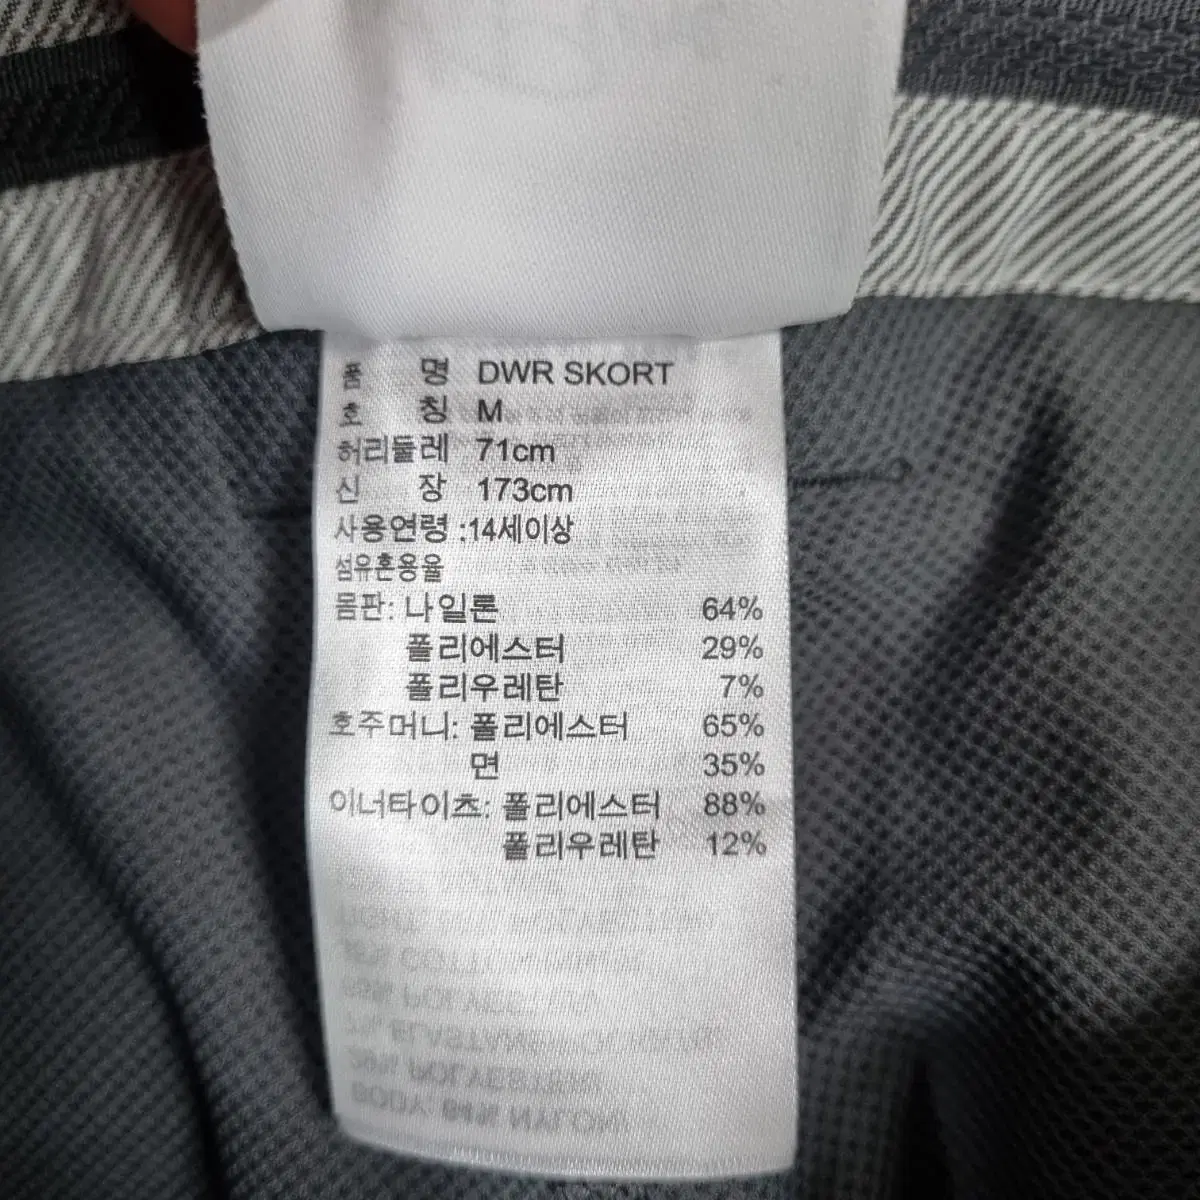 품 명 DWR SKORT
호 칭 M
허리둘레 71cm
신 장 173cm
사용연령 :14세이상
섬유혼용율
몸판: 나일론 64%
폴리에스터 29%
폴리우레탄 7%
호주머니: 폴리에스터 65%
면 35%
이너타이츠: 폴리에스터 88%
폴리우레탄 12%